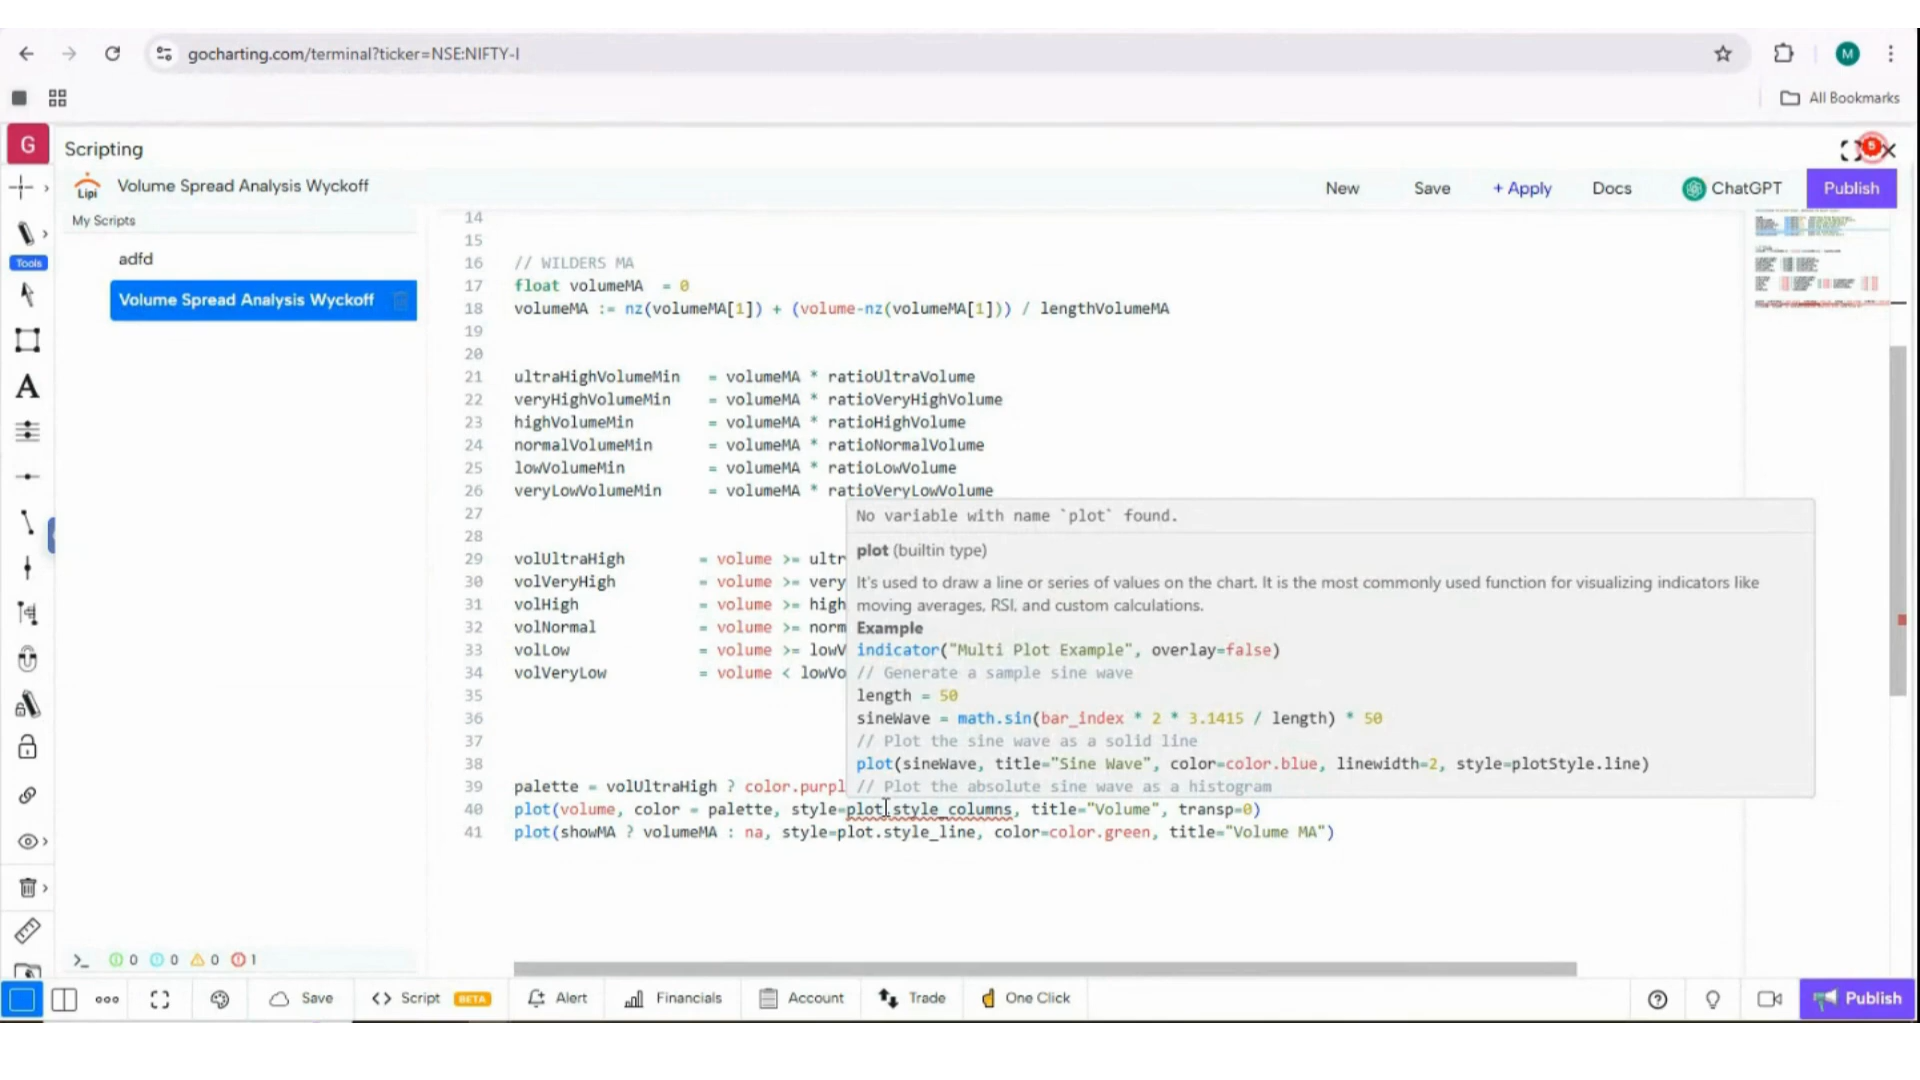 gocharting.com/terminal?ticker=NSE:NIFTY-I
M
All Bookmarks
G
Scripting
5
Lipi
Volume Spread Analysis Wyckoff
New
Save
+ Apply
Docs
ChatGPT
Publish
My Scripts
adfd
Volume Spread Analysis Wyckoff
Tools
A
14
15
16 // WILDERS MA
17 float volumeMA = 0
18 volumeMA := nz(volumeMA[1]) + (volume-nz(volumeMA[1])) / lengthVolumeMA
19
20
21 ultraHighVolumeMin = volumeMA * ratioUltraVolume
22 veryHighVolumeMin = volumeMA * ratioVeryHighVolume
23 highVolumeMin = volumeMA * ratioHighVolume
24 normalVolumeMin = volumeMA * ratioNormalVolume
25 lowVolumeMin = volumeMA * ratioLowVolume
26 veryLowVolumeMin = volumeMA * ratioVeryLowVolume
27
28
29 volUltraHigh = volume >= ultr
30 volVeryHigh = volume >= very
31 volHigh = volume >= high
32 volNormal = volume >= norm
33 volLow = volume >= lowV
34 volVeryLow = volume < lowVo
35
36
37
38
39 palette = volUltraHigh ? color.purpl
40 plot(volume, color = palette, style=plot.style_columns, title="Volume", transp=0)
41 plot(showMA ? volumeMA : na, style=plot.style_line, color=color.green, title="Volume MA")
No variable with name `plot` found.
plot (builtin type)
It's used to draw a line or series of values on the chart. It is the most commonly used function for visualizing indicators like
moving averages, RSI, and custom calculations.
Example
indicator("Multi Plot Example", overlay=false)
// Generate a sample sine wave
length = 50
sineWave = math.sin(bar_index * 2 * 3.1415 / length) * 50
// Plot the sine wave as a solid line
plot(sineWave, title="Sine Wave", color=color.blue, linewidth=2, style=plotStyle.line)
// Plot the absolute sine wave as a histogram
>_ 0 0 0 1
Save
Script BETA
Alert
Financials
Account
Trade
One Click
Publish